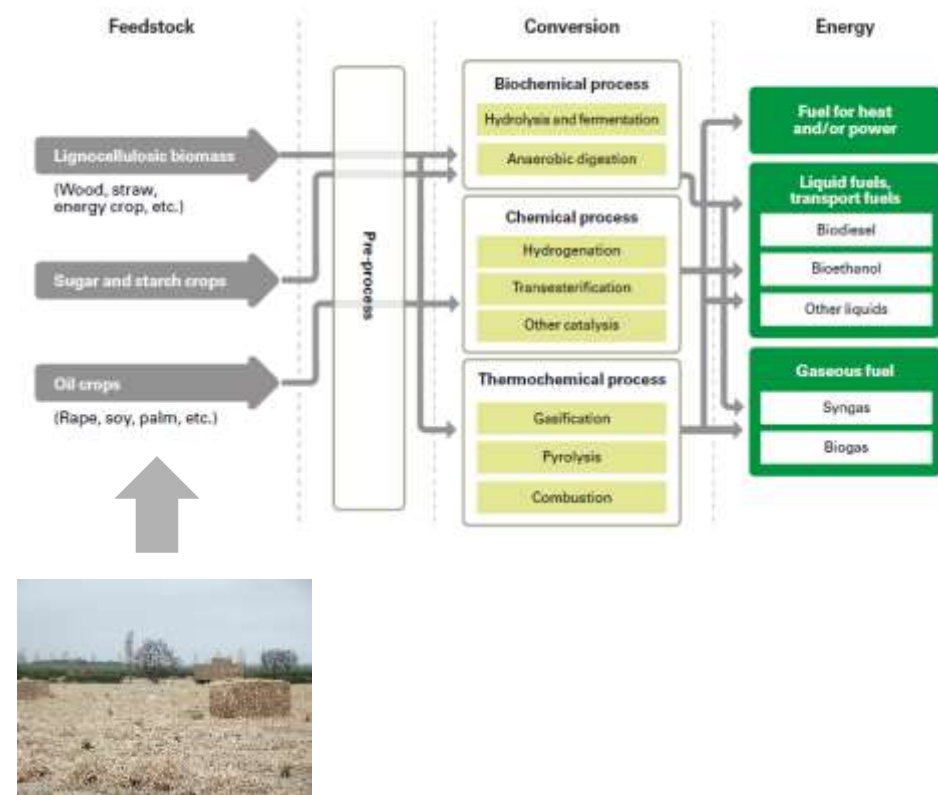 Feedstock
Conversion
Energy
Lignocellulosic biomass
(Wood, straw,
energy crop, etc.)
Sugar and starch crops
Oil crops
(Rape, soy, palm, etc.)
Pre-process
Biochemical process
Hydrolysis and fermentation
Anaerobic digestion
Chemical process
Hydrogenation
Transesterification
Other catalysis
Thermochemical process
Gasification
Pyrolysis
Combustion
Fuel for heat
and/or power
Liquid fuels,
transport fuels
Biodiesel
Bioethanol
Other liquids
Gaseous fuel
Syngas
Biogas